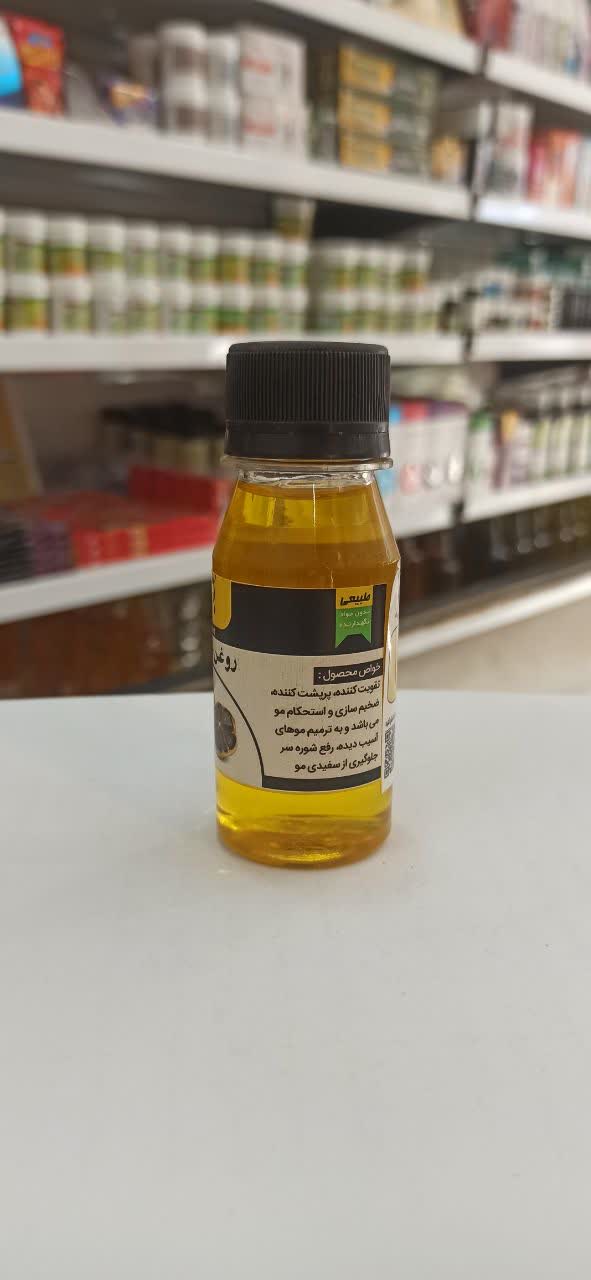 طبیعی
بدون مواد
نگهدارنده
روغن
خواص محصول :
تقویت کننده، پرپشت کننده،
ضخیم سازی و استحکام مو
می باشد و به ترمیم موهای
آسیب دیده، رفع شوره سر
جلوگیری از سفیدی مو